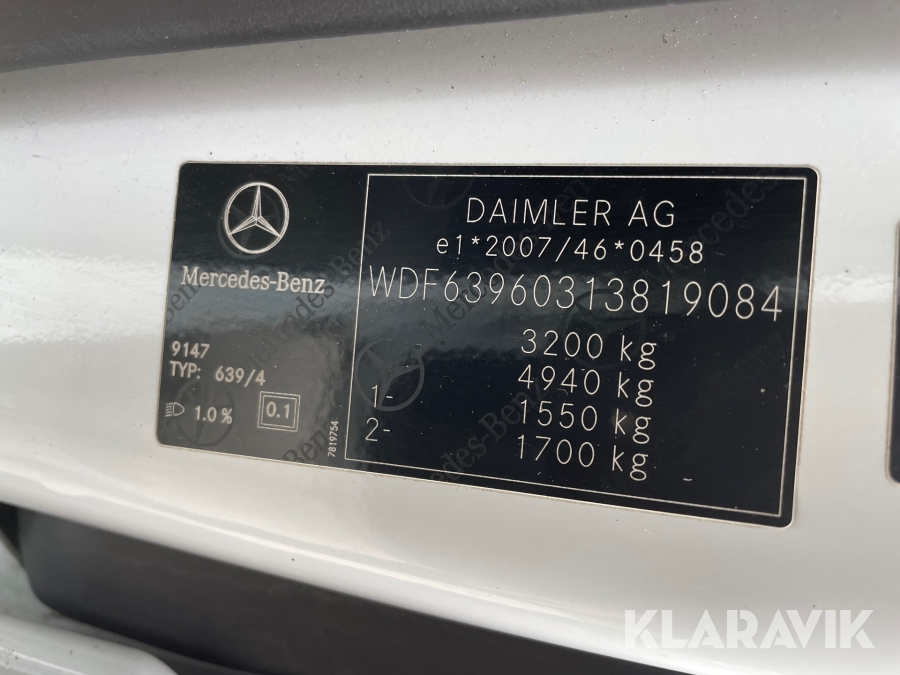 Mercedes-Benz
9147
TYP: 639/4
1.0 %
0.1
7819754
DAIMLER AG
e1*2007/46*0458
WDF63960313819084
3200 kg
4940 kg
1- 1550 kg
2- 1700 kg
KLARAVIK